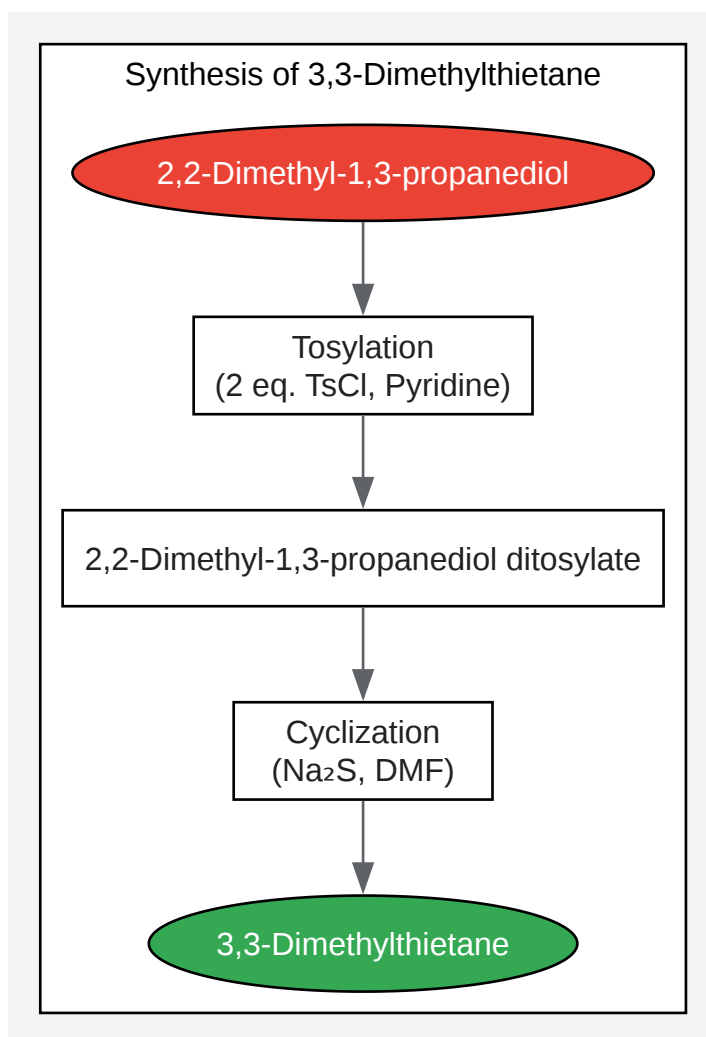 Synthesis of 3,3-Dimethylthietane
2,2-Dimethyl-1,3-propanediol
Tosylation
(2 eq. TsCl, Pyridine)
2,2-Dimethyl-1,3-propanediol ditosylate
Cyclization
(Na₂S, DMF)
3,3-Dimethylthietane